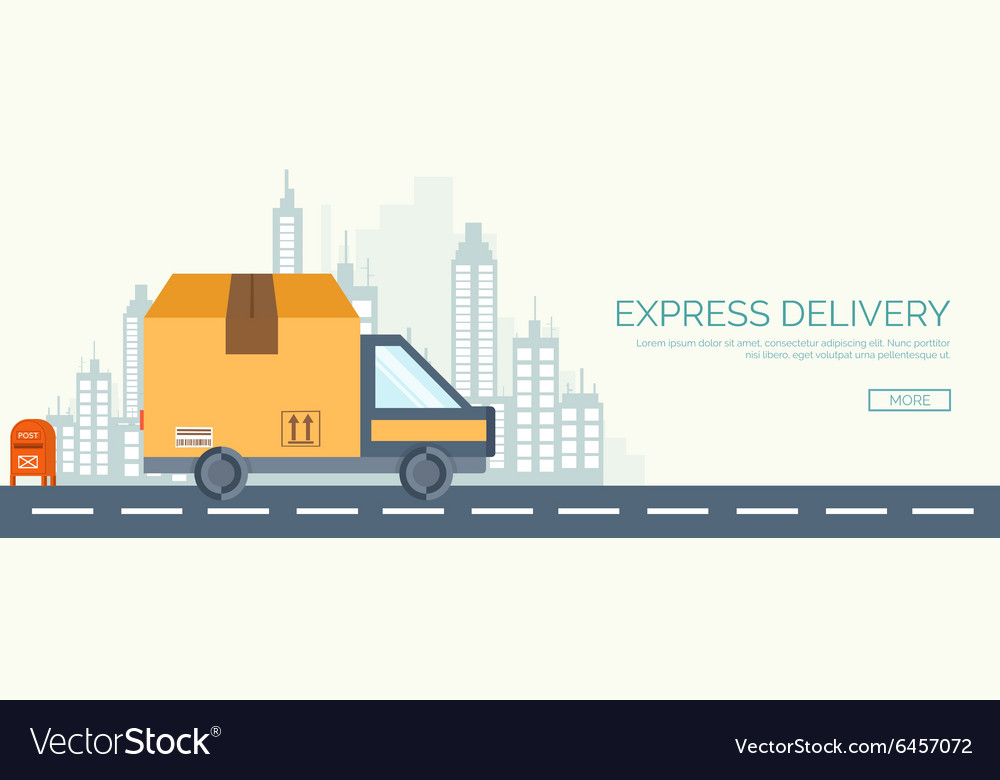 EXPRESS DELIVERY
Lorem ipsum dolor sit amet, consectetur adipiscing elit. Nunc porttitor
nisi libero, eget volutpat urna pellentesque ut.
MORE
POST
VectorStock®
VectorStock.com/6457072